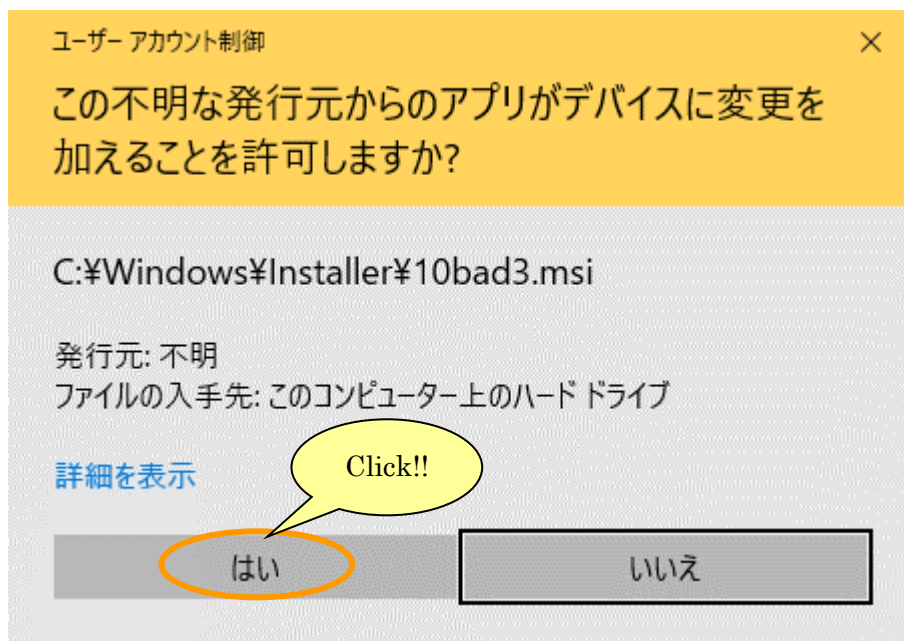 ユーザー アカウント制御
この不明な発行元からのアプリがデバイスに変更を
加えることを許可しますか?
C:¥Windows¥Installer¥10bad3.msi
発行元: 不明
ファイルの入手先: このコンピューター上のハード ドライブ
詳細を表示
Click!!
はい
いいえ